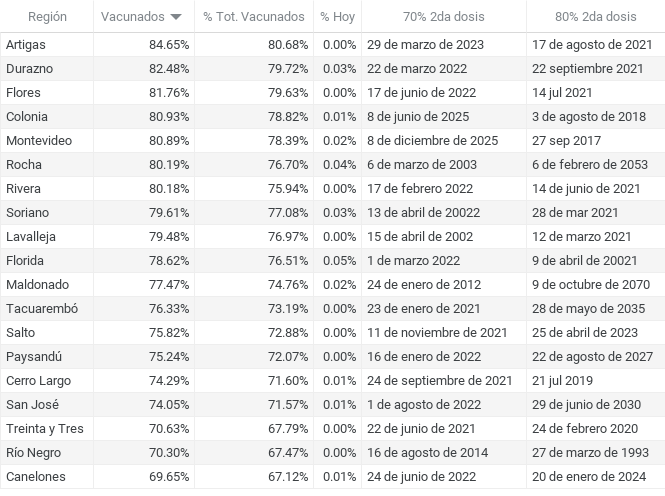 Región Vacunados % Tot. Vacunados % Hoy 70% 2da dosis 80% 2da dosis
Artigas 84.65% 80.68% 0.00% 29 de marzo de 2023 17 de agosto de 2021
Durazno 82.48% 79.72% 0.03% 22 de marzo 2022 22 septiembre 2021
Flores 81.76% 79.63% 0.00% 17 de junio de 2022 14 jul 2021
Colonia 80.93% 78.82% 0.01% 8 de junio de 2025 3 de agosto de 2018
Montevideo 80.89% 78.39% 0.02% 8 de diciembre de 2025 27 sep 2017
Rocha 80.19% 76.70% 0.04% 6 de marzo de 2003 6 de febrero de 2053
Rivera 80.18% 75.94% 0.00% 17 de febrero 2022 14 de junio de 2021
Soriano 79.61% 77.08% 0.03% 13 de abril de 20022 28 de mar 2021
Lavalleja 79.48% 76.97% 0.00% 15 de abril de 2002 12 de marzo 2021
Florida 78.62% 76.51% 0.05% 1 de marzo 2022 9 de abril de 20021
Maldonado 77.47% 74.76% 0.02% 24 de enero de 2012 9 de octubre de 2070
Tacuarembó 76.33% 73.19% 0.00% 23 de enero de 2021 28 de mayo de 2035
Salto 75.82% 72.88% 0.00% 11 de noviembre de 2021 25 de abril de 2023
Paysandú 75.24% 72.07% 0.00% 16 de enero de 2022 22 de agosto de 2027
Cerro Largo 74.29% 71.60% 0.01% 24 de septiembre de 2021 21 jul 2019
San José 74.05% 71.57% 0.01% 1 de agosto de 2022 29 de junio de 2030
Treinta y Tres 70.63% 67.79% 0.00% 22 de junio de 2021 24 de febrero 2020
Río Negro 70.30% 67.47% 0.00% 16 de agosto de 2014 27 de marzo de 1993
Canelones 69.65% 67.12% 0.01% 24 de junio de 2022 20 de enero de 2024